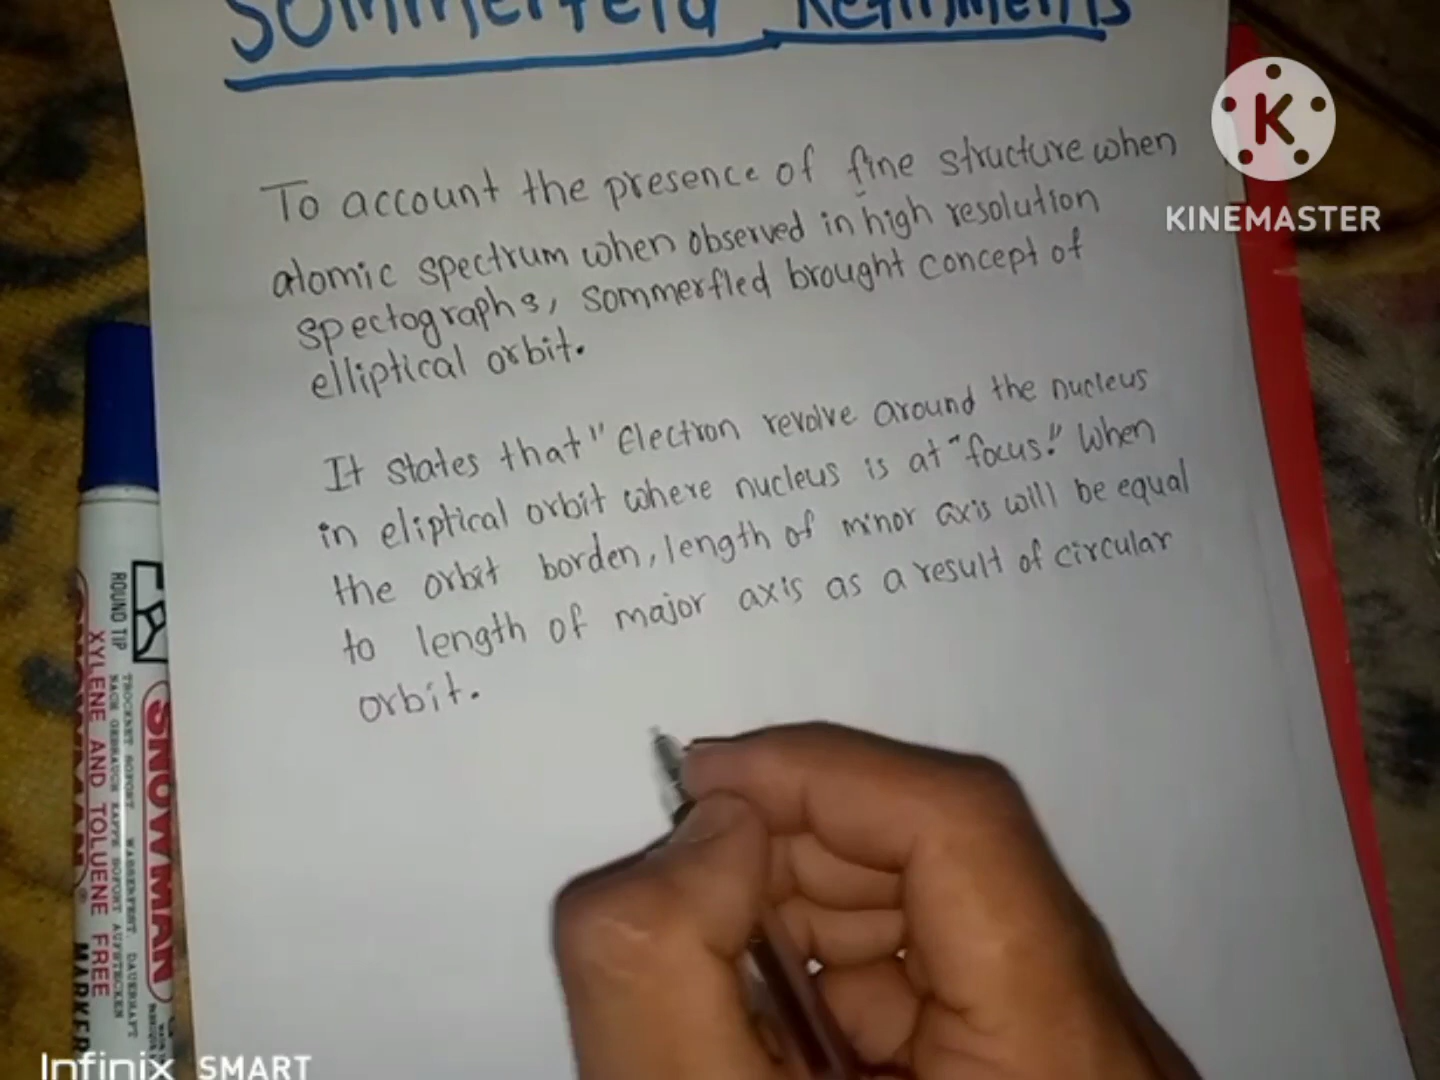 Sommerfeld Refinments
To account the presence of fine structure when
atomic spectrum when observed in high resolution
spectographs, sommerfled brought concept of
elliptical orbit.
It states that "Electron revolve around the nucleus
in eliptical orbit where nucleus is at "focus." When
the orbit borden, length of minor axis will be equal
to length of major axis as a result of circular
orbit.
KINEMASTER
ROUND TIP
XYLENE AND TOLUENE FREE
SNOWMAN
MARKER
Infinix SMART